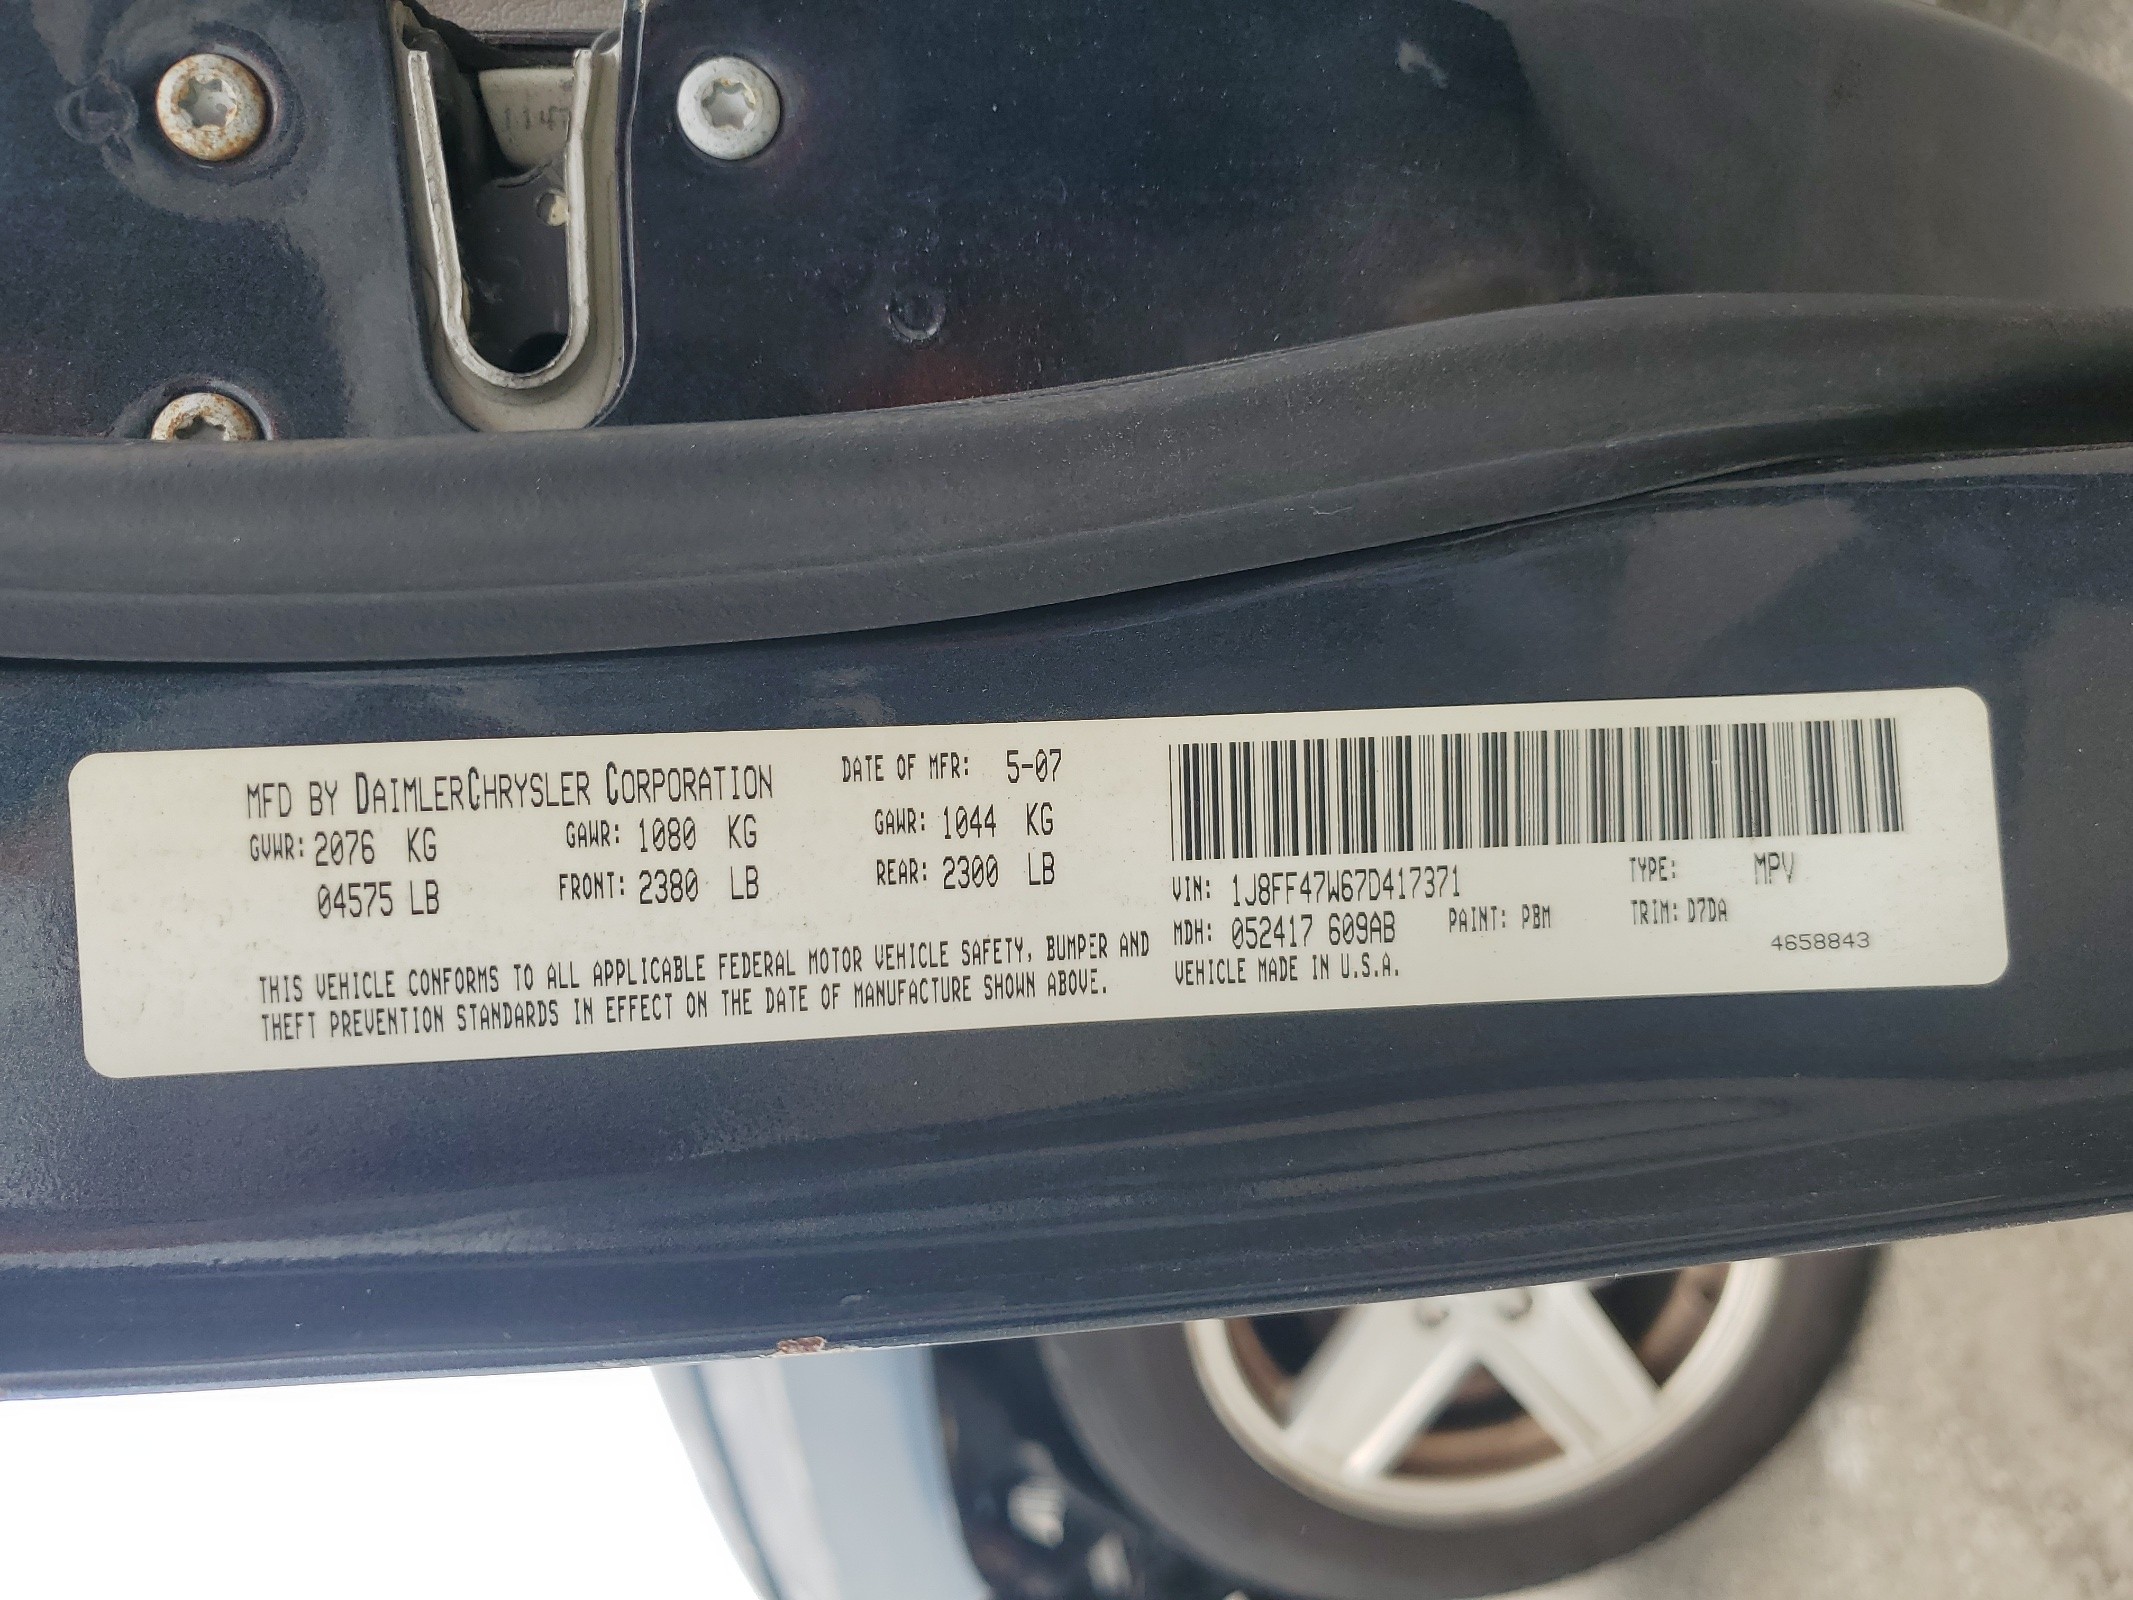 1147
MFD BY DAIMLERCHRYSLER CORPORATION DATE OF MFR: 5-07
GVWR: 2076 KG GAWR: 1080 KG GAWR: 1044 KG
04575 LB FRONT: 2380 LB REAR: 2300 LB
THIS VEHICLE CONFORMS TO ALL APPLICABLE FEDERAL MOTOR VEHICLE SAFETY, BUMPER AND
THEFT PREVENTION STANDARDS IN EFFECT ON THE DATE OF MANUFACTURE SHOWN ABOVE.
VIN: 1J8FF47W67D417371 TYPE: MPV
MDH: 052417 609AB PAINT: PBM TRIM: D7DA
VEHICLE MADE IN U.S.A. 4658843